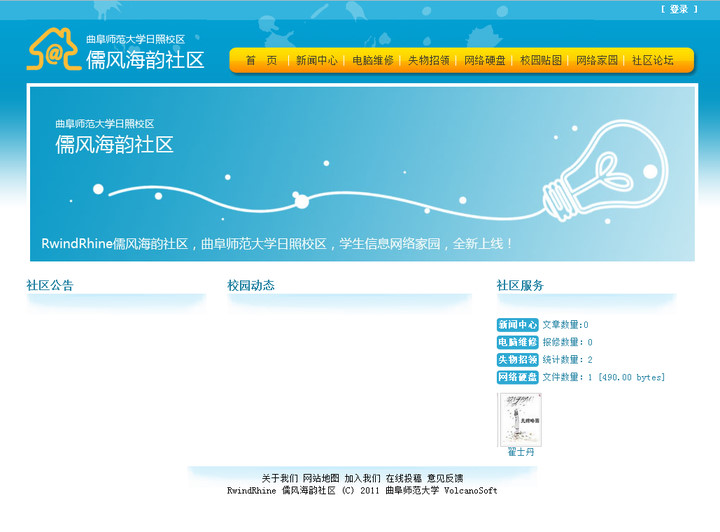 [ 登录 ]
曲阜师范大学日照校区
儒风海韵社区
首 页 新闻中心 电脑维修 失物招领 网络硬盘 校园贴图 网络家园 社区论坛
曲阜师范大学日照校区
儒风海韵社区
RwindRhine儒风海韵社区，曲阜师范大学日照校区，学生信息网络家园，全新上线！
社区公告 校园动态 社区服务
新闻中心 文章数量:0
电脑维修 报修数量: 0
失物招领 统计数量: 2
网络硬盘 文件数量: 1 [490.00 bytes]
翟士丹
关于我们 网站地图 加入我们 在线投稿 意见反馈
RwindRhine 儒风海韵社区 (C) 2011 曲阜师范大学 VolcanoSoft